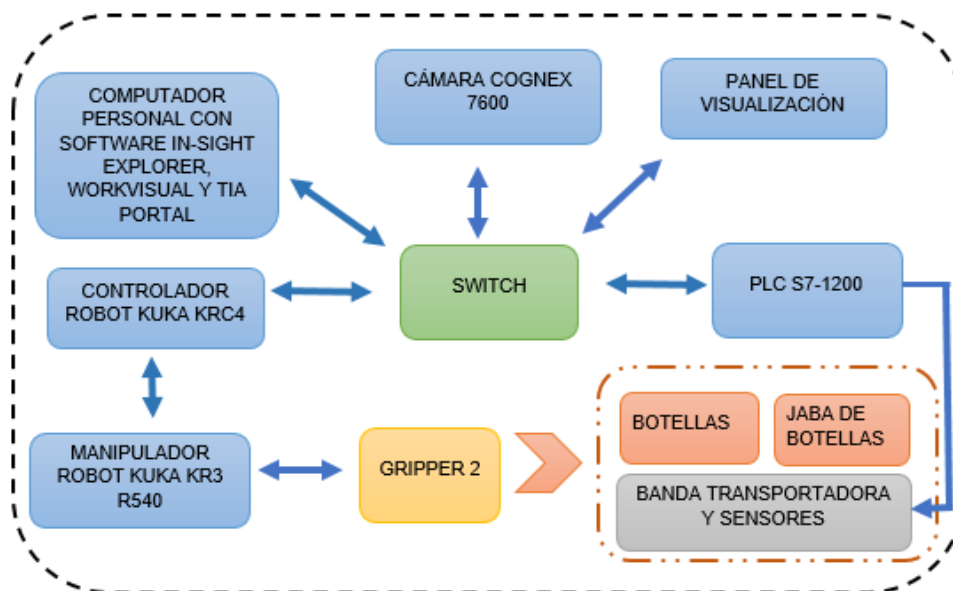 COMPUTADOR
PERSONAL CON
SOFTWARE IN-SIGHT
EXPLORER,
WORKVISUAL Y TIA
PORTAL
CÁMARA COGNEX
7600
PANEL DE
VISUALIZACIÓN
CONTROLADOR
ROBOT KUKA KRC4
SWITCH
PLC S7-1200
MANIPULADOR
ROBOT KUKA KR3
R540
GRIPPER 2
BOTELLAS
JABA DE
BOTELLAS
BANDA TRANSPORTADORA
Y SENSORES